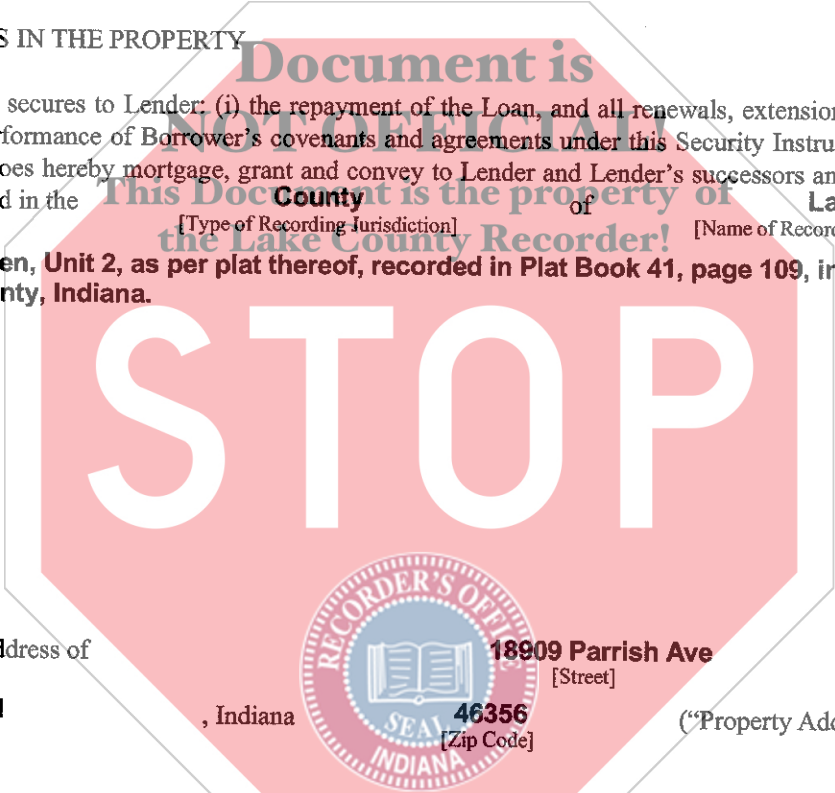 S IN THE PROPERTY
Document is
secures to Lender: (i) the repayment of the Loan, and all renewals, extension
NOT OFFICIAL!
formance of Borrower's covenants and agreements under this Security Instru
oes hereby mortgage, grant and convey to Lender and Lender's successors an
This Document is the property of
d in the County of La
[Type of Recording Jurisdiction] [Name of Record
the Lake County Recorder!
en, Unit 2, as per plat thereof, recorded in Plat Book 41, page 109, in
nty, Indiana.
STOP
RECORDER'S OFFICE
ddress of 18909 Parrish Ave
[Street]
, Indiana 46356 ("Property Add
[Zip Code]
SEAL
INDIANA